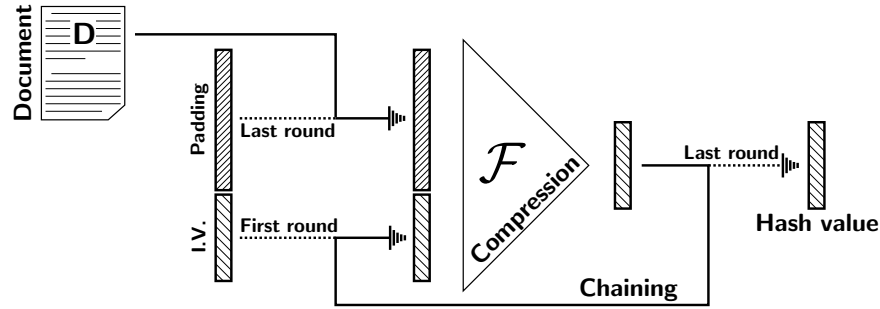 Document
D
Padding
Last round
I.V.
First round
F
Compression
Last round
Hash value
Chaining